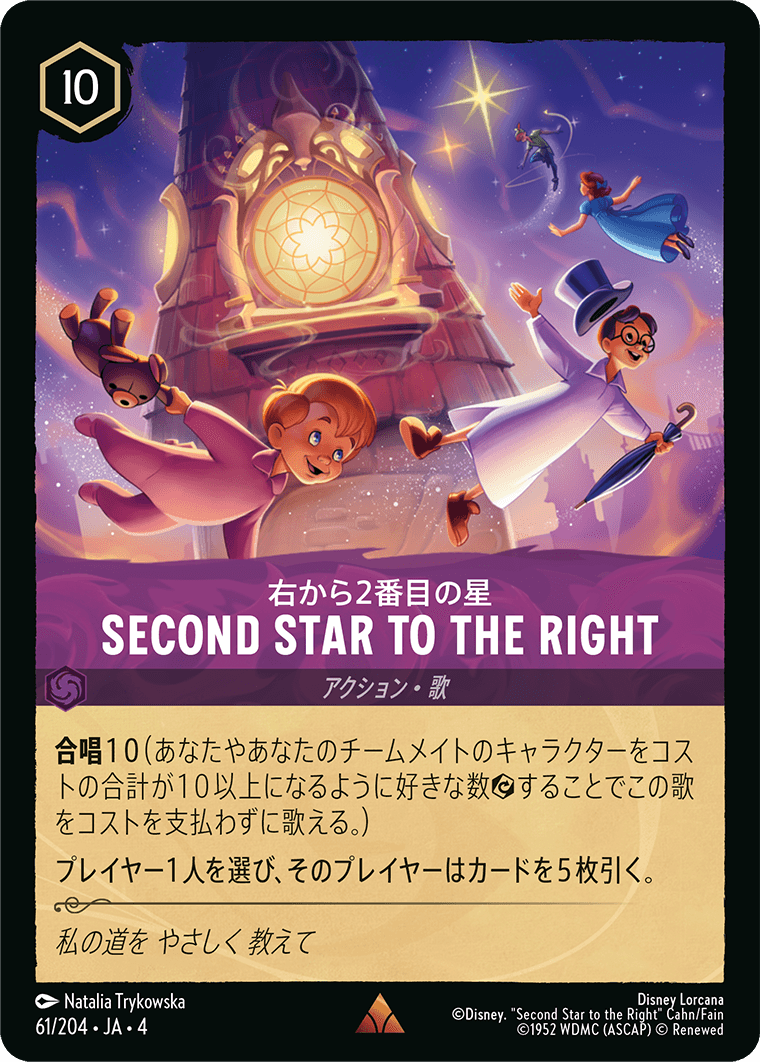 10
右から2番目の星
SECOND STAR TO THE RIGHT
アクション・歌
合唱10(あなたやあなたのチームメイトのキャラクターをコス
トの合計が10以上になるように好きな数することでこの歌
をコストを支払わずに歌える。)
プレイヤー1人を選び、そのプレイヤーはカードを5枚引く。
私の道を やさしく 教えて
Natalia Trykowska
61/204・JA・4
Disney Lorcana
©Disney. "Second Star to the Right" Cahn/Fain
©1952 WDMC (ASCAP) © Renewed